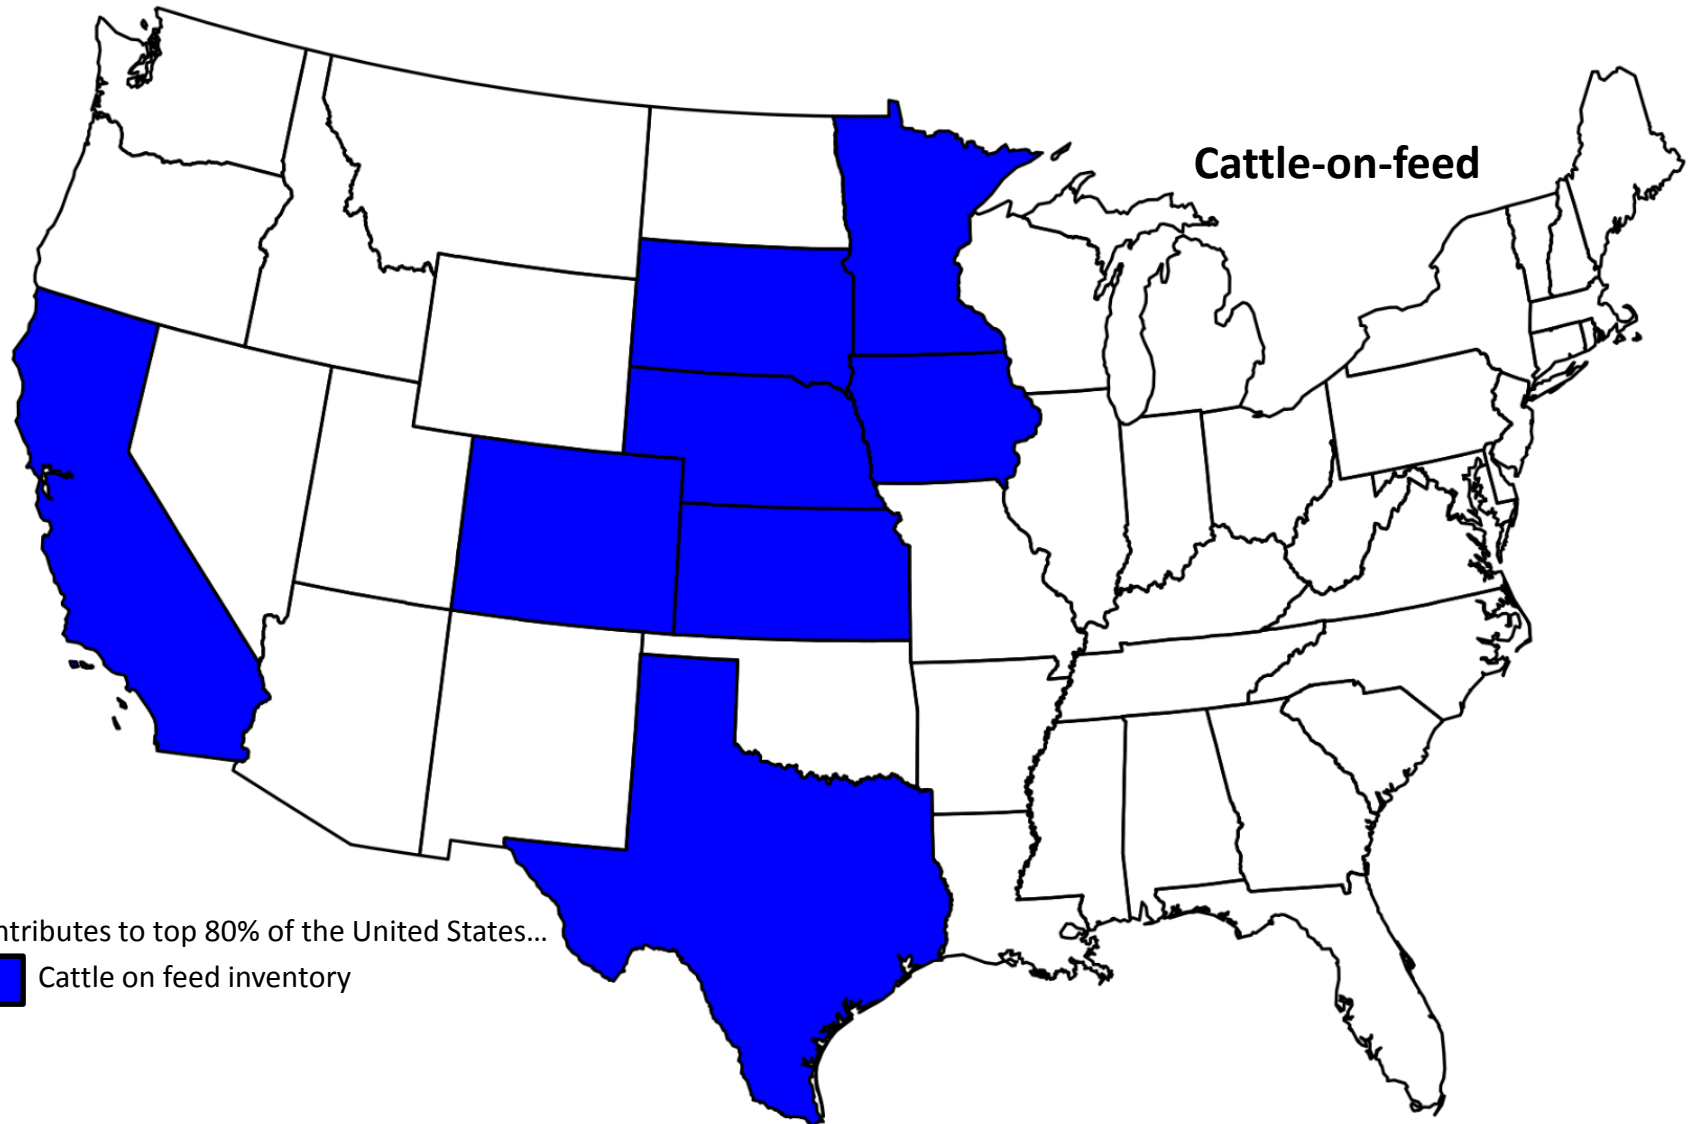 Cattle-on-feed
ntributes to top 80% of the United States...
Cattle on feed inventory